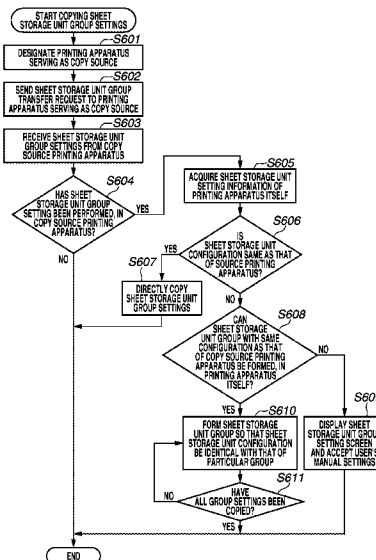 START COPYING SHEET
STORAGE UNIT GROUP SETTINGS
S601
DESIGNATE PRINTING APPARATUS
SERVING AS COPY SOURCE
S602
SEND SHEET STORAGE UNIT GROUP
TRANSFER REQUEST TO PRINTING
APPARATUS SERVING AS COPY SOURCE
S603
RECEIVE SHEET STORAGE UNIT
GROUP SETTINGS FROM COPY
SOURCE PRINTING APPARATUS
S604
HAS SHEET
STORAGE UNIT GROUP
SETTING BEEN PERFORMED, IN
COPY SOURCE PRINTING
APPARATUS?
YES
NO
S605
ACQUIRE SHEET STORAGE UNIT
SETTING INFORMATION OF
PRINTING APPARATUS ITSELF
S606
IS
SHEET STORAGE UNIT
CONFIGURATION SAME AS THAT
OF SOURCE PRINTING
APPARATUS?
YES
NO
S607
DIRECTLY COPY
SHEET STORAGE UNIT
GROUP SETTINGS
S608
CAN
SHEET STORAGE
UNIT GROUP WITH SAME
CONFIGURATION AS THAT
OF COPY SOURCE PRINTING
APPARATUS BE FORMED, IN
PRINTING APPARATUS
ITSELF?
NO
YES
S610
FORM SHEET STORAGE
UNIT GROUP SO THAT SHEET
STORAGE UNIT CONFIGURATION
BE IDENTICAL WITH THAT OF
PARTICULAR GROUP
S60
DISPLAY SHEET
STORAGE UNIT GROUP
SETTING SCREEN
AND ACCEPT USER'S
MANUAL SETTINGS
S611
HAVE
ALL GROUP SETTINGS BEEN
COPIED?
NO
YES
END